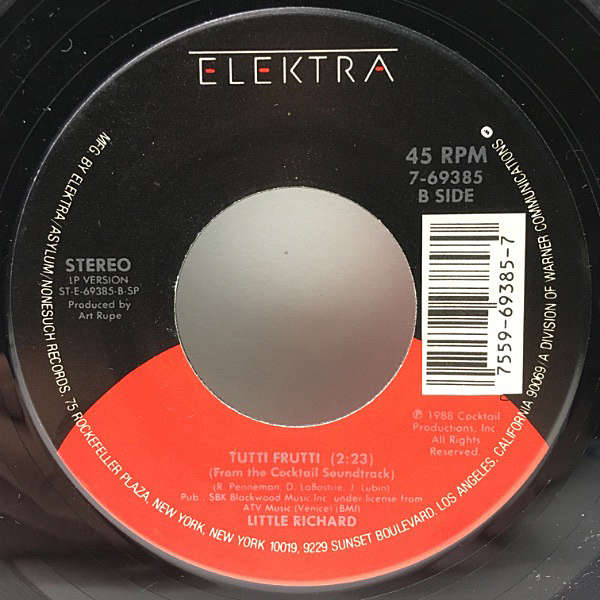 ELEKTRA
45 RPM
7-69385
B SIDE
STEREO
LP VERSION
ST-E-69385-B-SP
Produced by
Art Rupe
7559-69385-7
℗ 1988 Cocktail
Productions, Inc.
All Rights
Reserved.
TUTTI FRUTTI (2:23)
(From the Cocktail Soundtrack)
(R. Penneman, D. LaBostrie, J. Lubin)
Pub., SBK Blackwood Music Inc. under license from
ATV Music (Venice) (BMI)
LITTLE RICHARD
MFG. BY ELEKTRA/ASYLUM/NONESUCH RECORDS, 75 ROCKEFELLER PLAZA, NEW YORK, NEW YORK 10019, 9229 SUNSET BOULEVARD, LOS ANGELES, CALIFORNIA 90069/A DIVISION OF WARNER COMMUNICATIONS